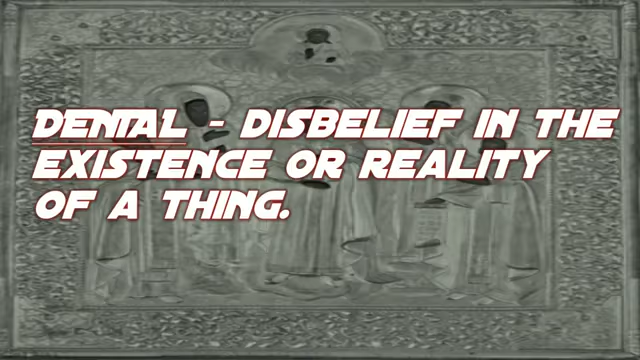 DENIAL - DISBELIEF IN THE
EXISTENCE OR REALITY
OF A THING.